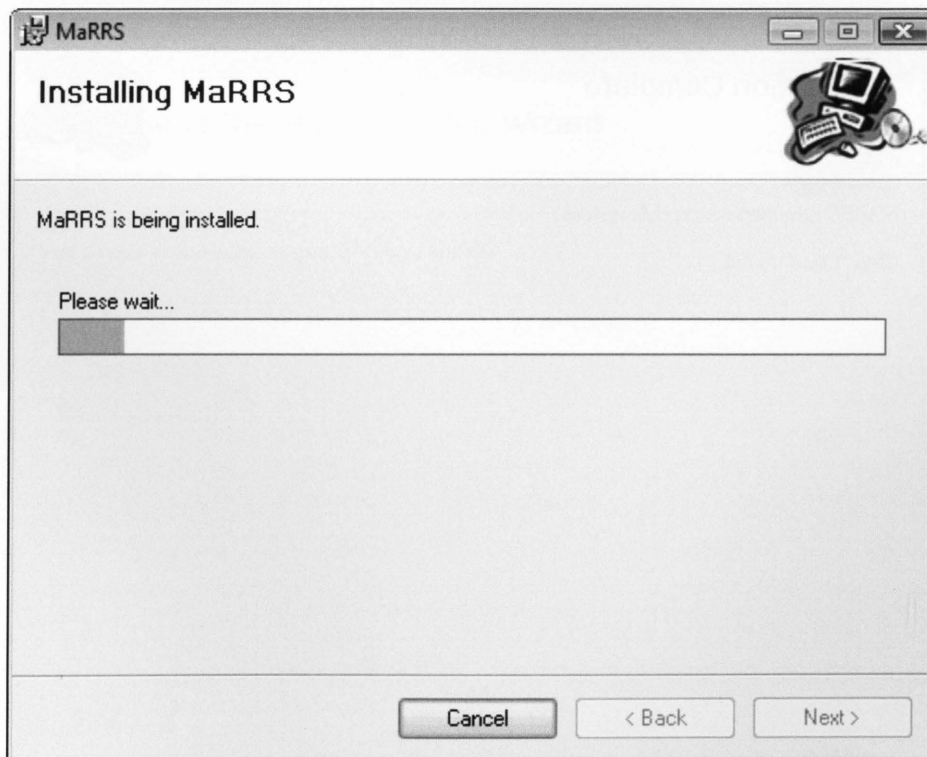 MaRRS
Installing MaRRS
MaRRS is being installed.
Please wait...
Cancel
< Back
Next >